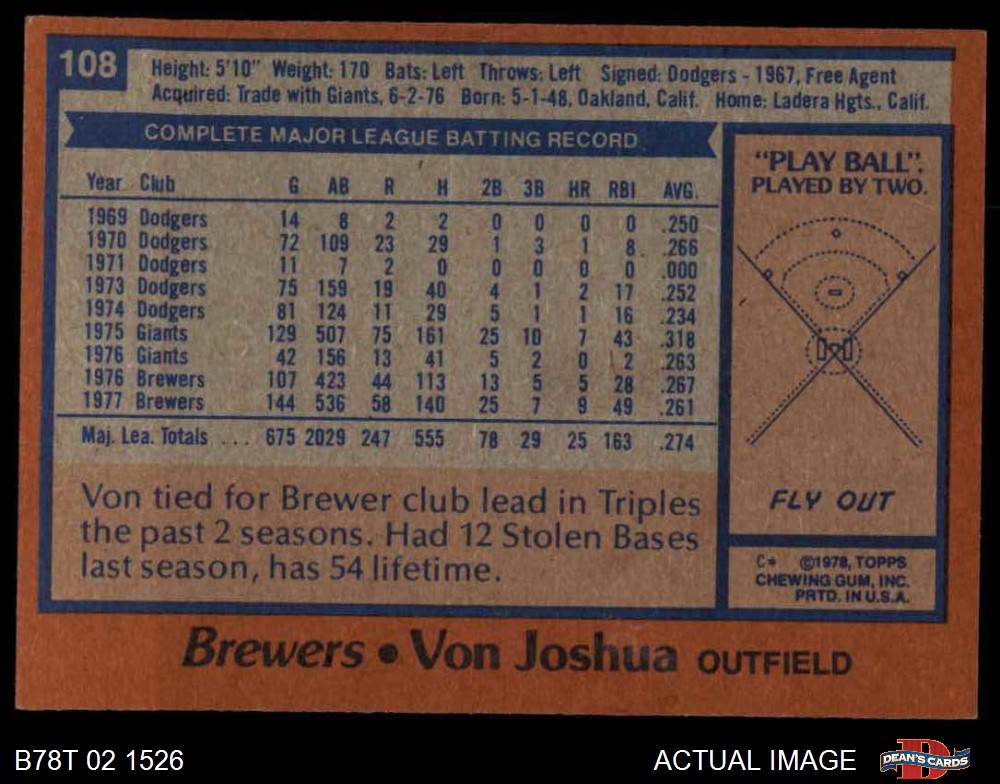 108
Height: 5'10" Weight: 170 Bats: Left Throws: Left Signed: Dodgers - 1967, Free Agent
Acquired: Trade with Giants, 6-2-76 Born: 5-1-48, Oakland, Calif. Home: Ladera Hgts., Calif.
COMPLETE MAJOR LEAGUE BATTING RECORD
Year Club G AB R H 2B 3B HR RBI AVG.
1969 Dodgers 14 8 2 2 0 0 0 0 .250
1970 Dodgers 72 109 23 29 1 3 1 8 .266
1971 Dodgers 11 7 2 0 0 0 0 0 .000
1973 Dodgers 75 159 19 40 4 1 2 17 .252
1974 Dodgers 81 124 11 29 5 1 1 16 .234
1975 Giants 129 507 75 161 25 10 7 43 .318
1976 Giants 42 156 13 41 5 2 0 2 .263
1976 Brewers 107 423 44 113 13 5 5 28 .267
1977 Brewers 144 536 58 140 25 7 9 49 .261
Maj. Lea. Totals ... 675 2029 247 555 78 29 25 163 .274
Von tied for Brewer club lead in Triples
the past 2 seasons. Had 12 Stolen Bases
last season, has 54 lifetime.
"PLAY BALL":
PLAYED BY TWO.
FLY OUT
C* ©1978, TOPPS
CHEWING GUM, INC.
PRTD. IN U.S.A.
Brewers • Von Joshua OUTFIELD
B78T 02 1526
ACTUAL IMAGE
D
DEAN'S CARDS